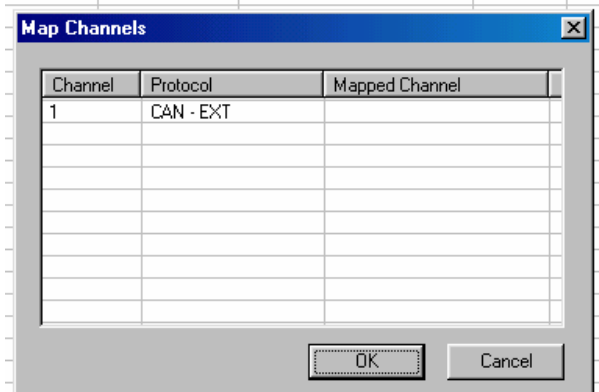 Map Channels
Channel Protocol Mapped Channel
1 CAN - EXT
OK Cancel